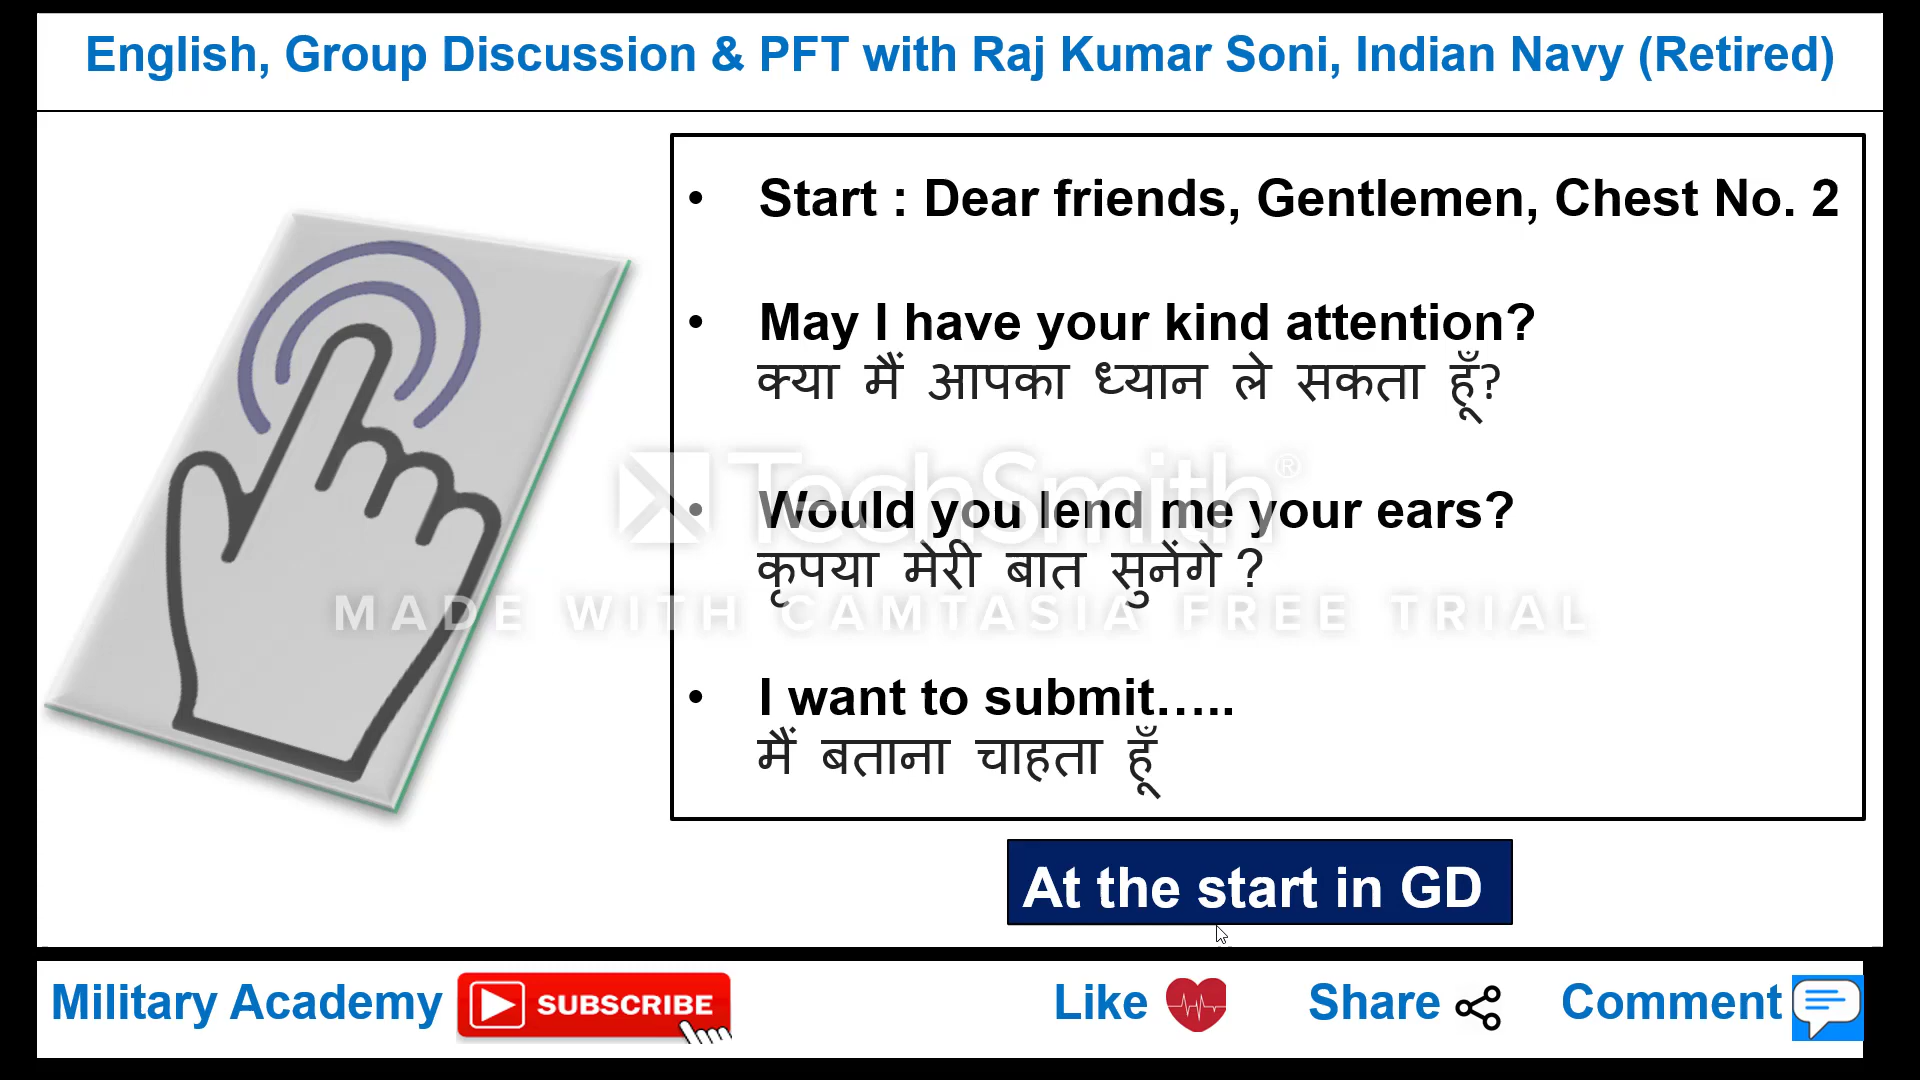 English, Group Discussion & PFT with Raj Kumar Soni, Indian Navy (Retired)
• Start : Dear friends, Gentlemen, Chest No. 2
• May I have your kind attention?
क्या मैं आपका ध्यान ले सकता हूँ?
TechSmith®
• Would you lend me your ears?
कृपया मेरी बात सुनेंगे ?
MADE WITH CAMTASIA FREE TRIAL
• I want to submit…..
मैं बताना चाहता हूँ
At the start in GD
Military Academy SUBSCRIBE Like Share Comment